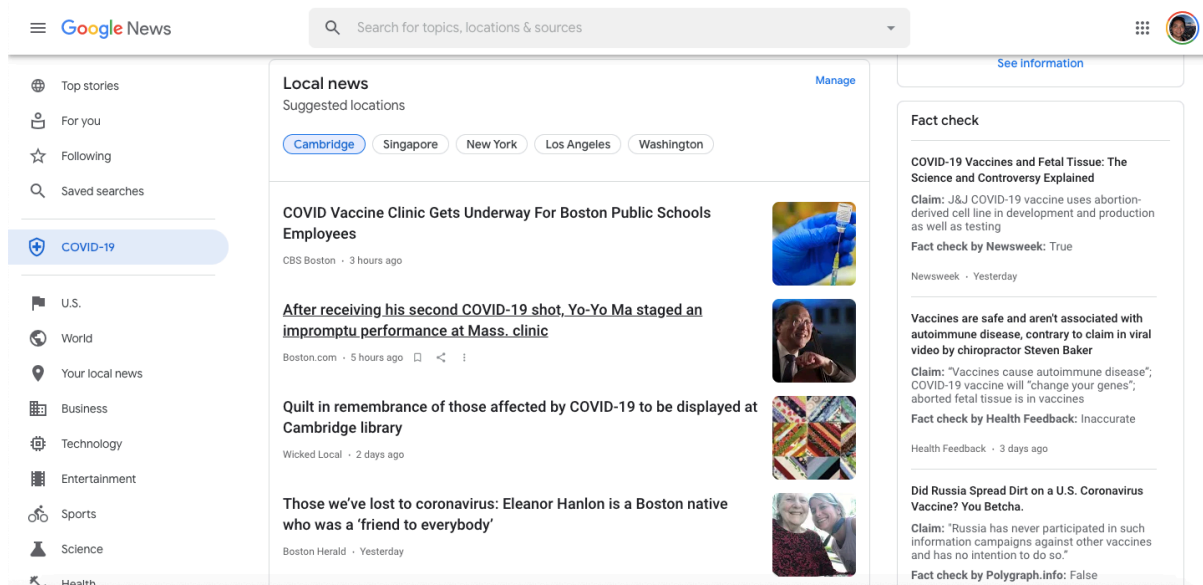 Google News
Search for topics, locations & sources
Top stories
For you
Following
Saved searches
COVID-19
U.S.
World
Your local news
Business
Technology
Entertainment
Sports
Science
Health
Local news
Manage
Suggested locations
Cambridge Singapore New York Los Angeles Washington
COVID Vaccine Clinic Gets Underway For Boston Public Schools
Employees
CBS Boston · 3 hours ago
After receiving his second COVID-19 shot, Yo-Yo Ma staged an
impromptu performance at Mass. clinic
Boston.com · 5 hours ago
Quilt in remembrance of those affected by COVID-19 to be displayed at
Cambridge library
Wicked Local · 2 days ago
Those we’ve lost to coronavirus: Eleanor Hanlon is a Boston native
who was a ‘friend to everybody’
Boston Herald · Yesterday
See information
Fact check
COVID-19 Vaccines and Fetal Tissue: The
Science and Controversy Explained
Claim: J&J COVID-19 vaccine uses abortion-
derived cell line in development and production
as well as testing
Fact check by Newsweek: True
Newsweek · Yesterday
Vaccines are safe and aren’t associated with
autoimmune disease, contrary to claim in viral
video by chiropractor Steven Baker
Claim: “Vaccines cause autoimmune disease”;
COVID-19 vaccine will “change your genes”;
aborted fetal tissue is in vaccines
Fact check by Health Feedback: Inaccurate
Health Feedback · 3 days ago
Did Russia Spread Dirt on a U.S. Coronavirus
Vaccine? You Betcha.
Claim: "Russia has never participated in such
information campaigns against other vaccines
and has no intention to do so.”
Fact check by Polygraph.info: False